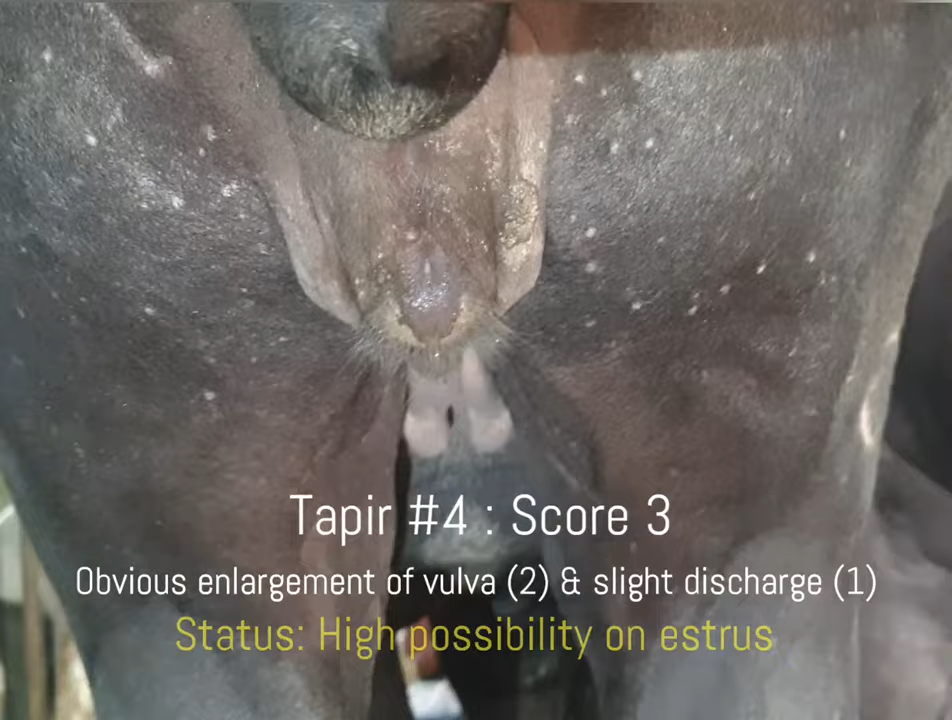 Tapir #4 : Score 3
Obvious enlargement of vulva (2) & slight discharge (1)
Status: High possibility on estrus